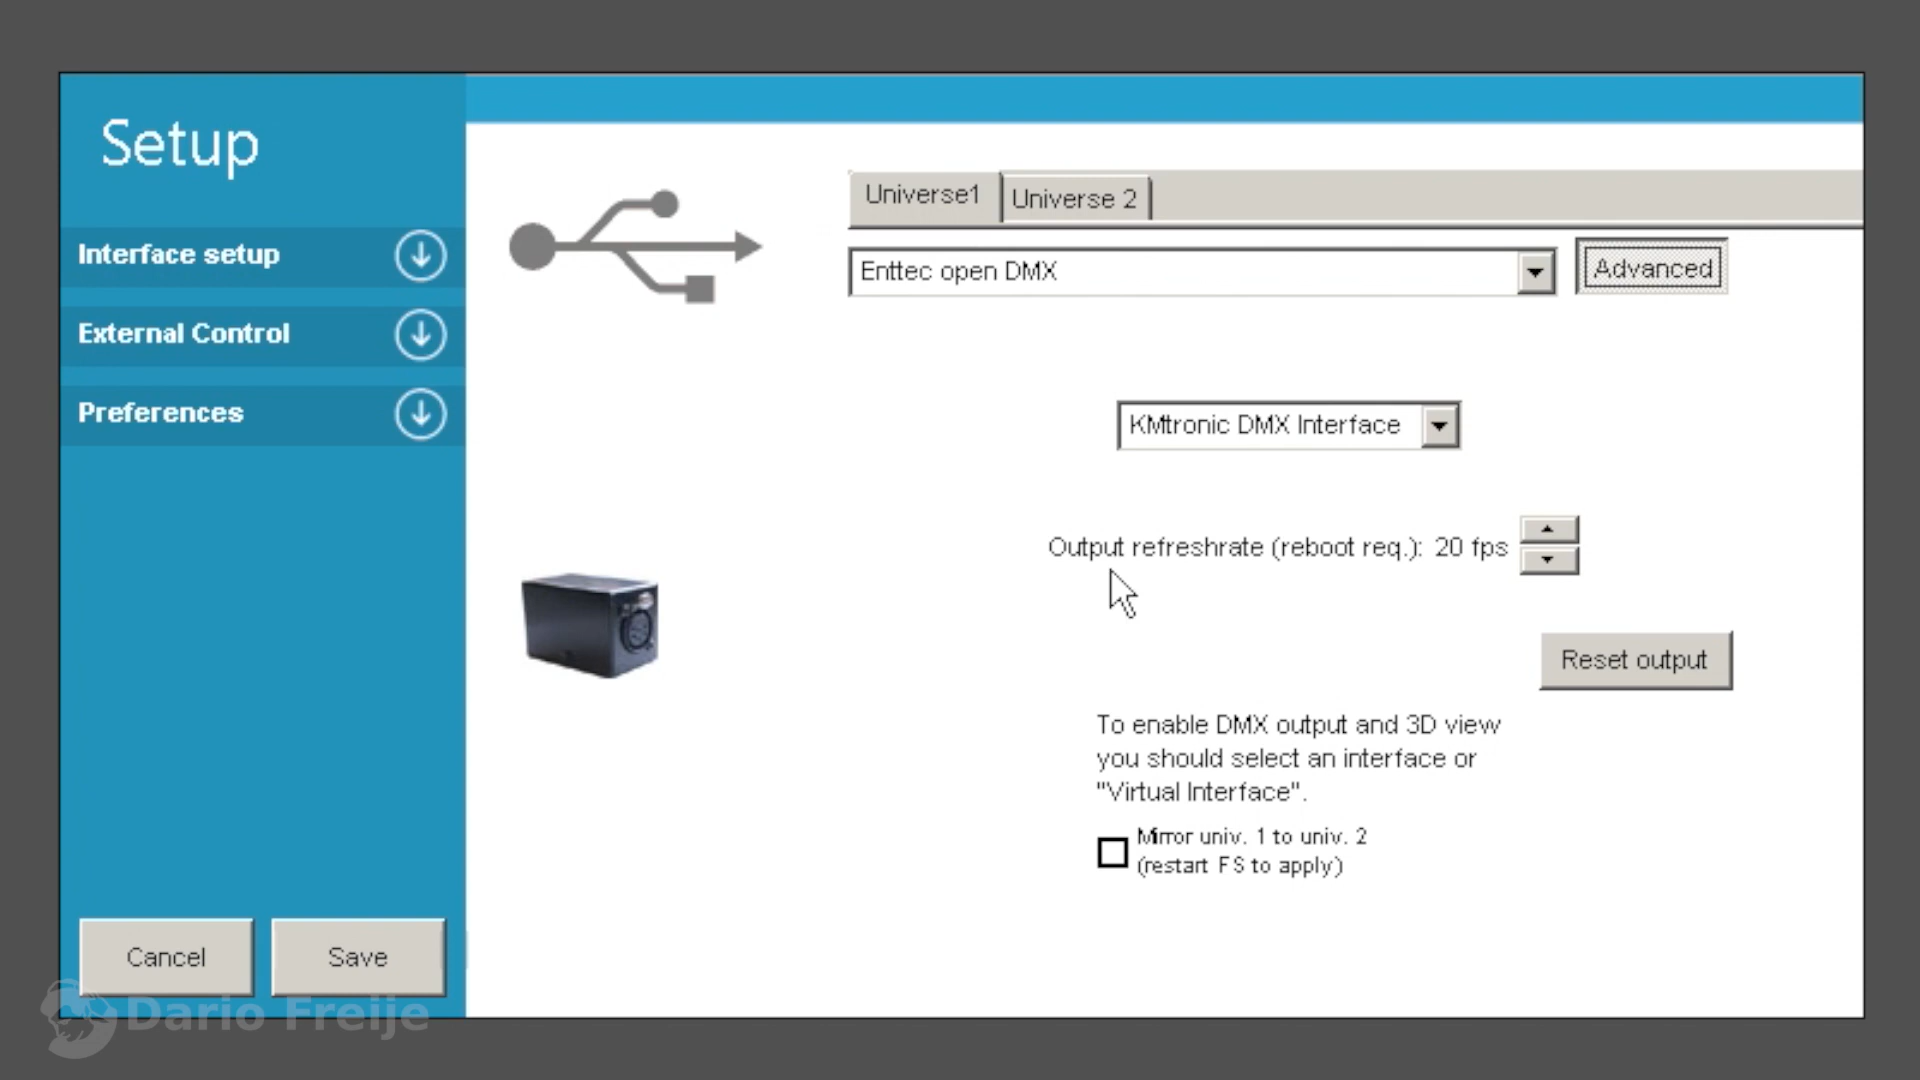 Setup
Interface setup
External Control
Preferences
Universe1
Universe 2
Enttec open DMX
Advanced
KMtronic DMX Interface
Output refreshrate (reboot req.): 20 fps
Reset output
To enable DMX output and 3D view
you should select an interface or
"Virtual Interface".
Mirror univ. 1 to univ. 2
(restart FS to apply)
Cancel
Save
Dario Freije